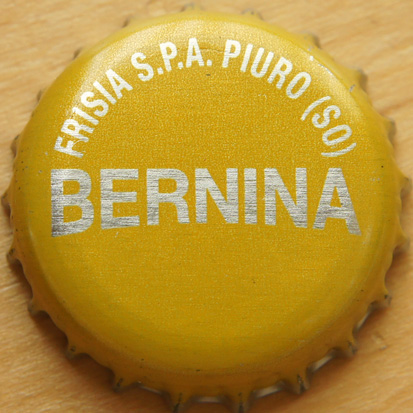 FRISIA S.P.A. PIURO (SO)
BERNINA